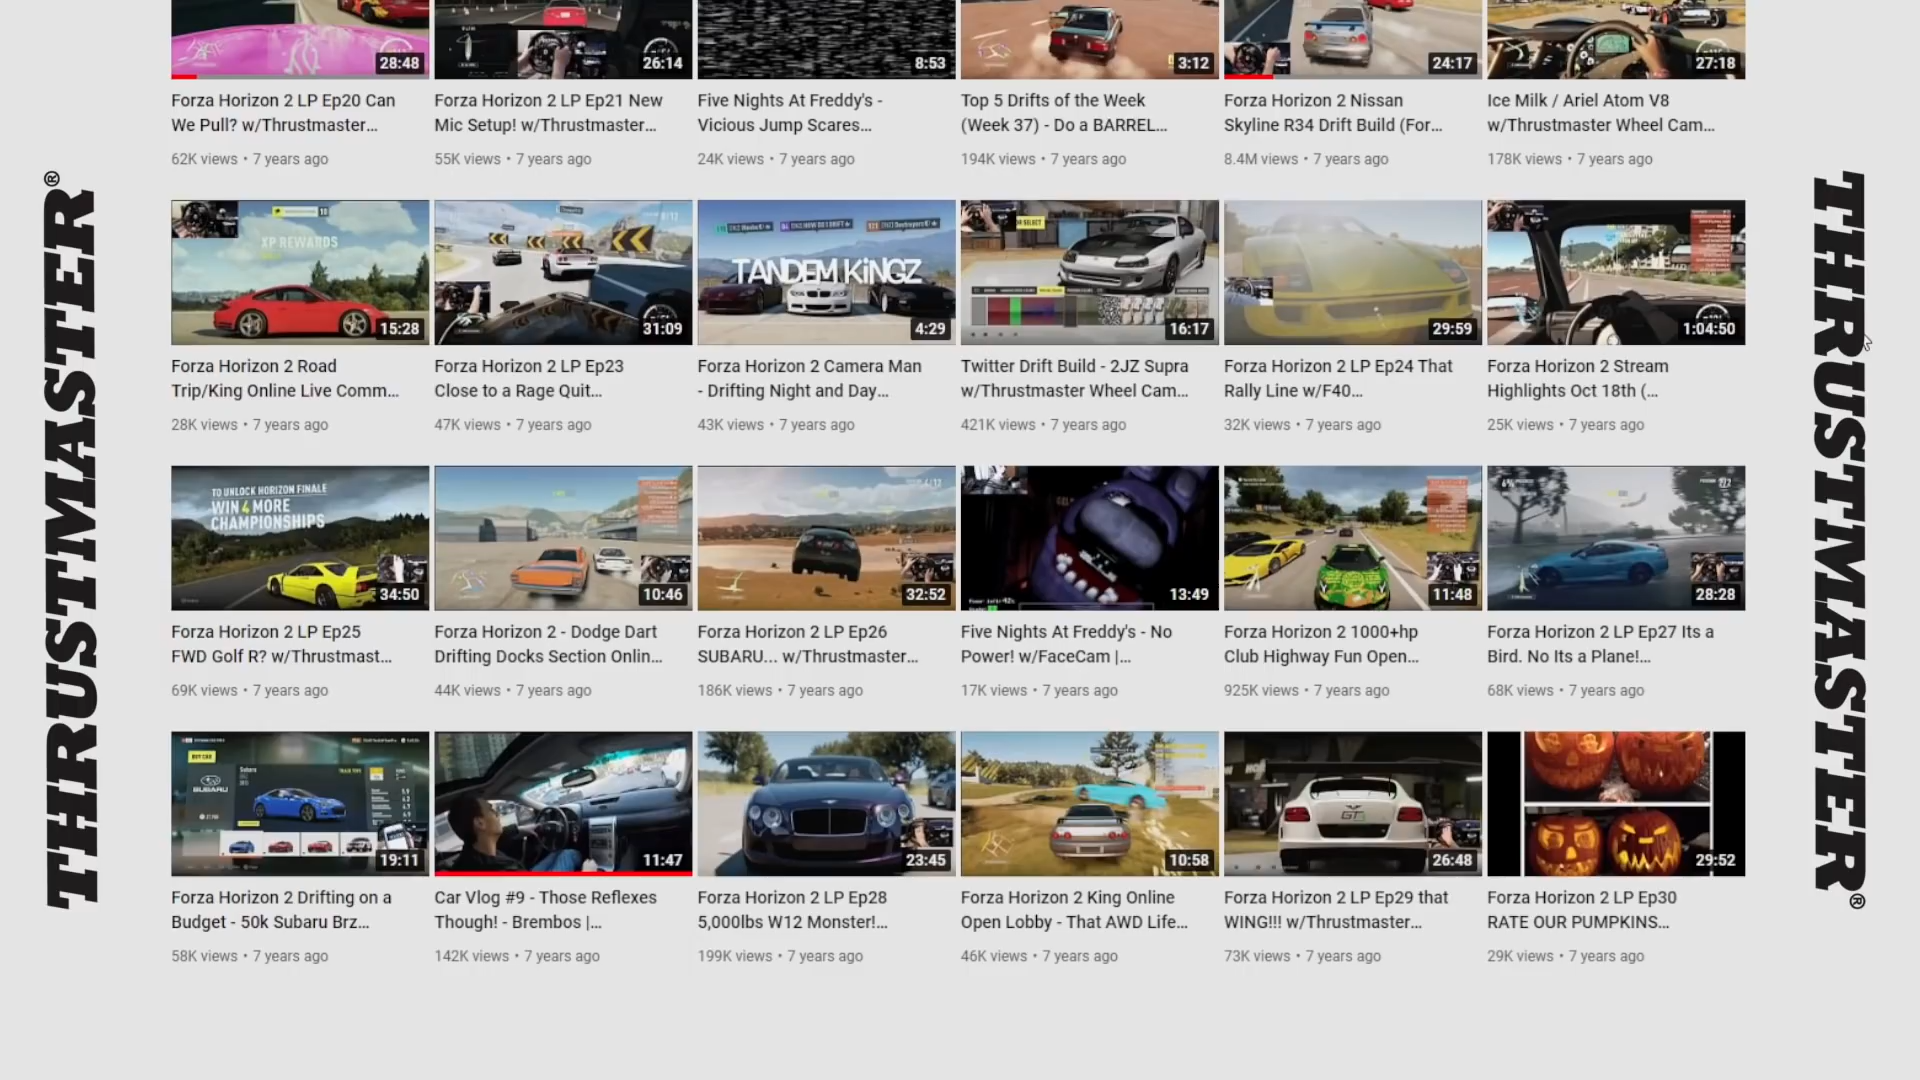 THRUSTMASTER®
THRUSTMASTER®
28:48
26:14
8:53
3:12
24:17
27:18
Forza Horizon 2 LP Ep20 Can
We Pull? w/Thrustmaster...
62K views • 7 years ago
Forza Horizon 2 LP Ep21 New
Mic Setup! w/Thrustmaster...
55K views • 7 years ago
Five Nights At Freddy's -
Vicious Jump Scares...
24K views • 7 years ago
Top 5 Drifts of the Week
(Week 37) - Do a BARREL...
194K views • 7 years ago
Forza Horizon 2 Nissan
Skyline R34 Drift Build (For...
8.4M views • 7 years ago
Ice Milk / Ariel Atom V8
w/Thrustmaster Wheel Cam...
178K views • 7 years ago
XP REWARDS
15:28
31:09
TANDEM KiNGZ
4:29
16:17
29:59
1:04:50
Forza Horizon 2 Road
Trip/King Online Live Comm...
28K views • 7 years ago
Forza Horizon 2 LP Ep23
Close to a Rage Quit...
47K views • 7 years ago
Forza Horizon 2 Camera Man
- Drifting Night and Day...
43K views • 7 years ago
Twitter Drift Build - 2JZ Supra
w/Thrustmaster Wheel Cam...
421K views • 7 years ago
Forza Horizon 2 LP Ep24 That
Rally Line w/F40...
32K views • 7 years ago
Forza Horizon 2 Stream
Highlights Oct 18th (...
25K views • 7 years ago
TO UNLOCK HORIZON FINALE
WIN 4 MORE
CHAMPIONSHIPS
34:50
10:46
32:52
13:49
11:48
28:28
Forza Horizon 2 LP Ep25
FWD Golf R? w/Thrustmast...
69K views • 7 years ago
Forza Horizon 2 - Dodge Dart
Drifting Docks Section Onlin...
44K views • 7 years ago
Forza Horizon 2 LP Ep26
SUBARU... w/Thrustmaster...
186K views • 7 years ago
Five Nights At Freddy's - No
Power! w/FaceCam |...
17K views • 7 years ago
Forza Horizon 2 1000+hp
Club Highway Fun Open...
925K views • 7 years ago
Forza Horizon 2 LP Ep27 Its a
Bird. No Its a Plane!...
68K views • 7 years ago
BUY CAR
SUBARU
Subaru
19:11
11:47
23:45
10:58
26:48
29:52
Forza Horizon 2 Drifting on a
Budget - 50k Subaru Brz...
58K views • 7 years ago
Car Vlog #9 - Those Reflexes
Though! - Brembos |...
142K views • 7 years ago
Forza Horizon 2 LP Ep28
5,000lbs W12 Monster!...
199K views • 7 years ago
Forza Horizon 2 King Online
Open Lobby - That AWD Life...
46K views • 7 years ago
Forza Horizon 2 LP Ep29 that
WING!!! w/Thrustmaster...
73K views • 7 years ago
Forza Horizon 2 LP Ep30
RATE OUR PUMPKINS...
29K views • 7 years ago